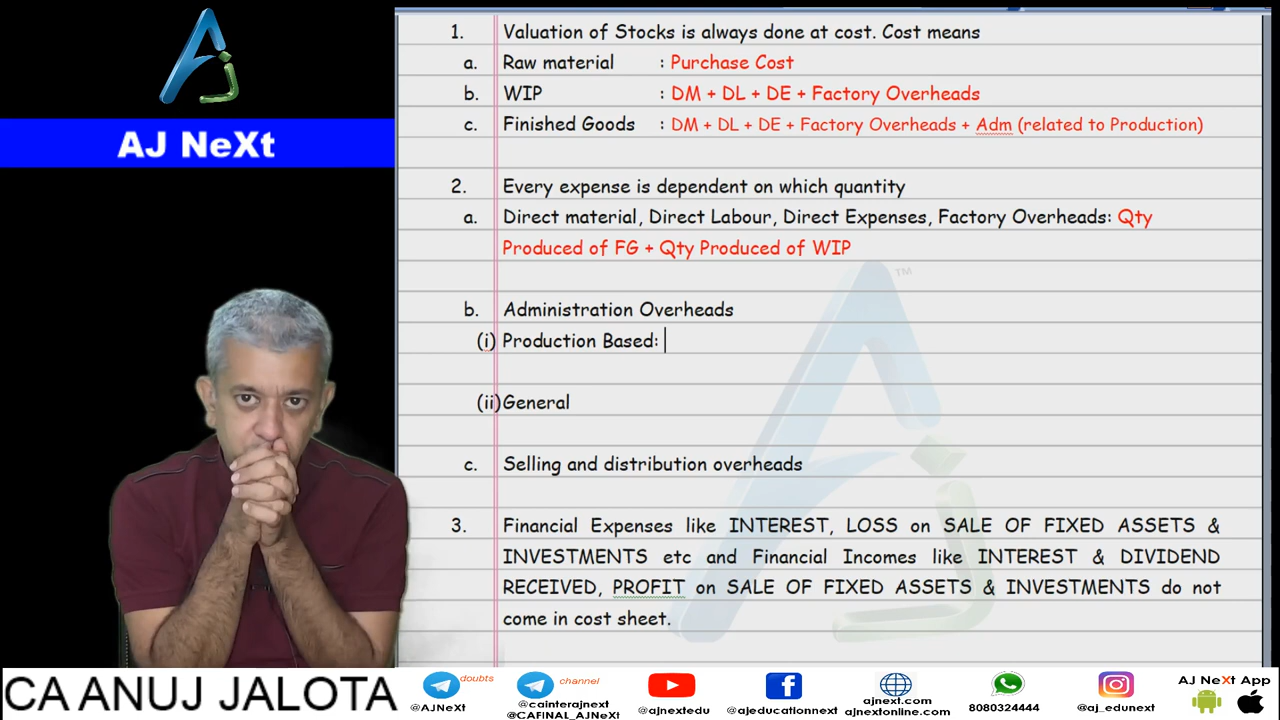 AJ NeXt
1. Valuation of Stocks is always done at cost. Cost means
a. Raw material : Purchase Cost
b. WIP : DM + DL + DE + Factory Overheads
c. Finished Goods : DM + DL + DE + Factory Overheads + Adm (related to Production)
2. Every expense is dependent on which quantity
a. Direct material, Direct Labour, Direct Expenses, Factory Overheads: Qty
Produced of FG + Qty Produced of WIP
b. Administration Overheads
(i) Production Based:
(ii) General
c. Selling and distribution overheads
3. Financial Expenses like INTEREST, LOSS on SALE OF FIXED ASSETS &
INVESTMENTS etc and Financial Incomes like INTEREST & DIVIDEND
RECEIVED, PROFIT on SALE OF FIXED ASSETS & INVESTMENTS do not
come in cost sheet.
TM
CA ANUJ JALOTA
doubts
@AJNeXt
channel
@cainterajnext
@CAFINAL_AJNeXt
@ajnextedu
@ajeducationnext
ajnext.com
ajnextonline.com
8080324444
@aj_edunext
AJ NeXt App